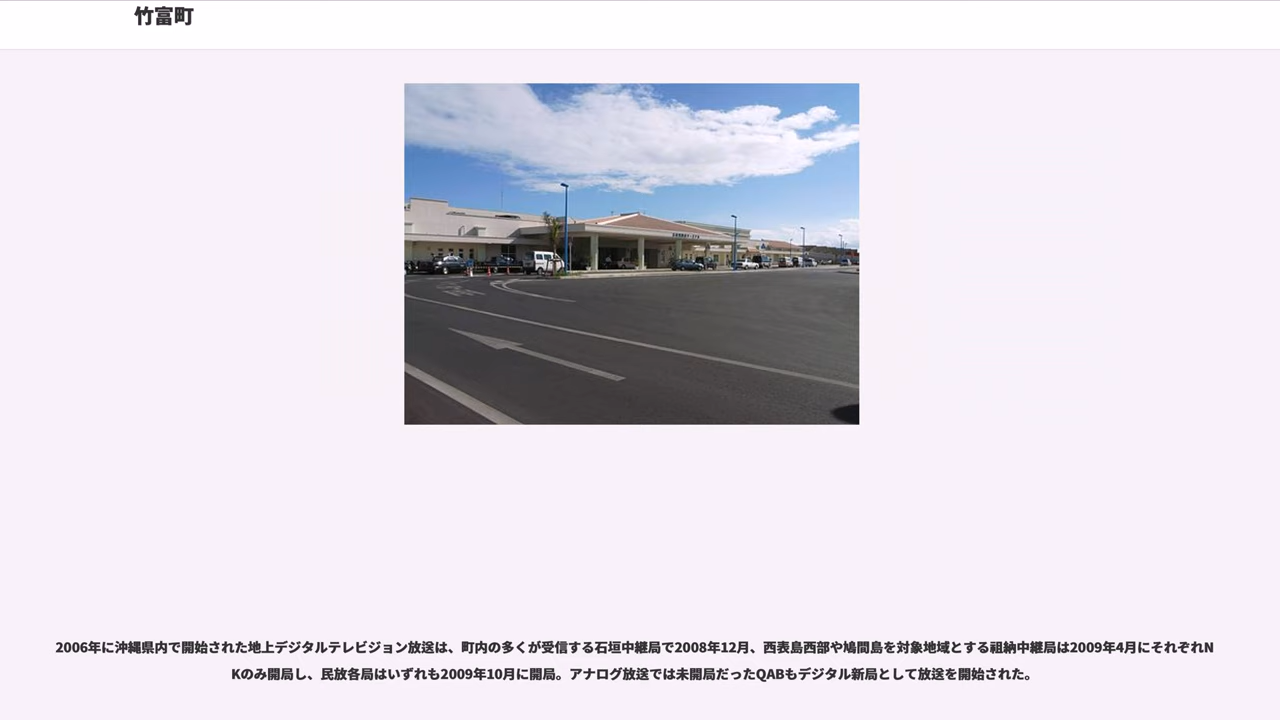 竹富町
2006年に沖縄県内で開始された地上デジタルテレビジョン放送は、町内の多くが受信する石垣中継局で2008年12月、西表島西部や鳩間島を対象地域とする祖納中継局は2009年4月にそれぞれN
Kのみ開局し、民放各局はいずれも2009年10月に開局。アナログ放送では未開局だったQABもデジタル新局として放送を開始された。